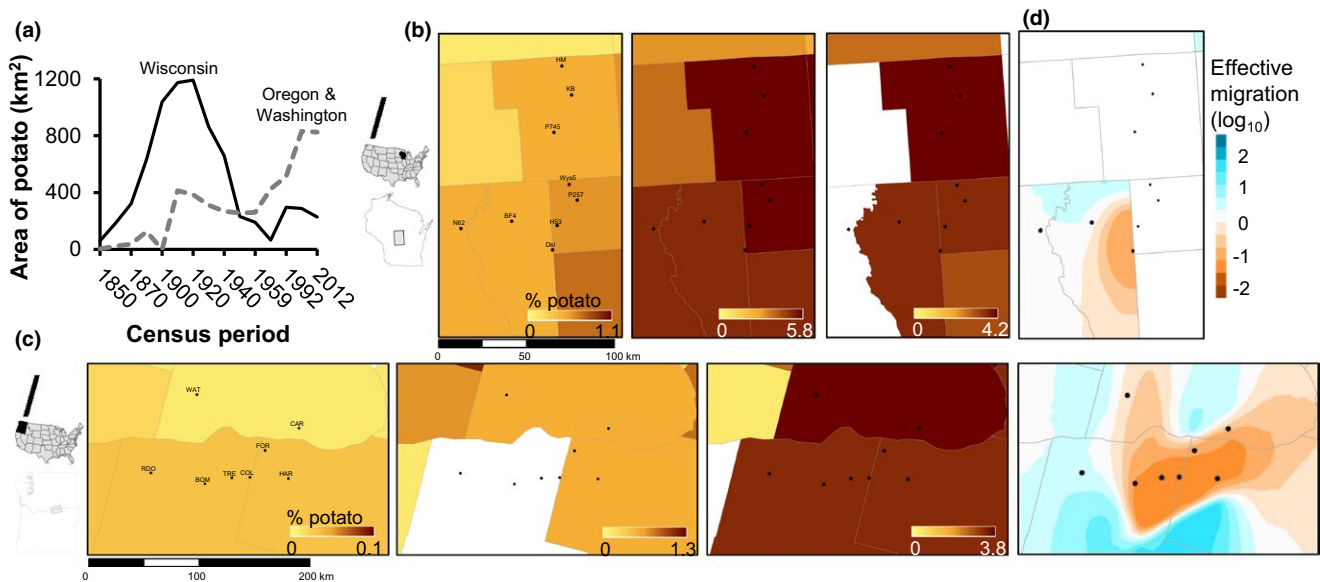 (a)
Area of potato (km²)
1200
800
400
0
Wisconsin
Oregon &
Washington
1850
1870
1900
1920
1940
1959
1992
2012
Census period
(b)
HM
KB
P745
Wys5
P257
N62
BF4
H53
Dkl
% potato
0 1.1
0 5.8
0 4.2
0 50 100 km
(d)
Effective
migration
(log₁₀)
2
1
0
-1
-2
(c)
WAT
CAR
FOR
RDO
BOM
TRE
COL
HAR
% potato
0 0.1
0 1.3
0 3.8
0 100 200 km